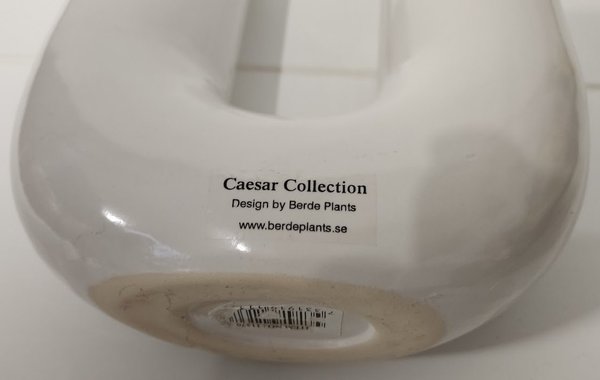 Caesar Collection
Design by Berde Plants
www.berdeplants.se